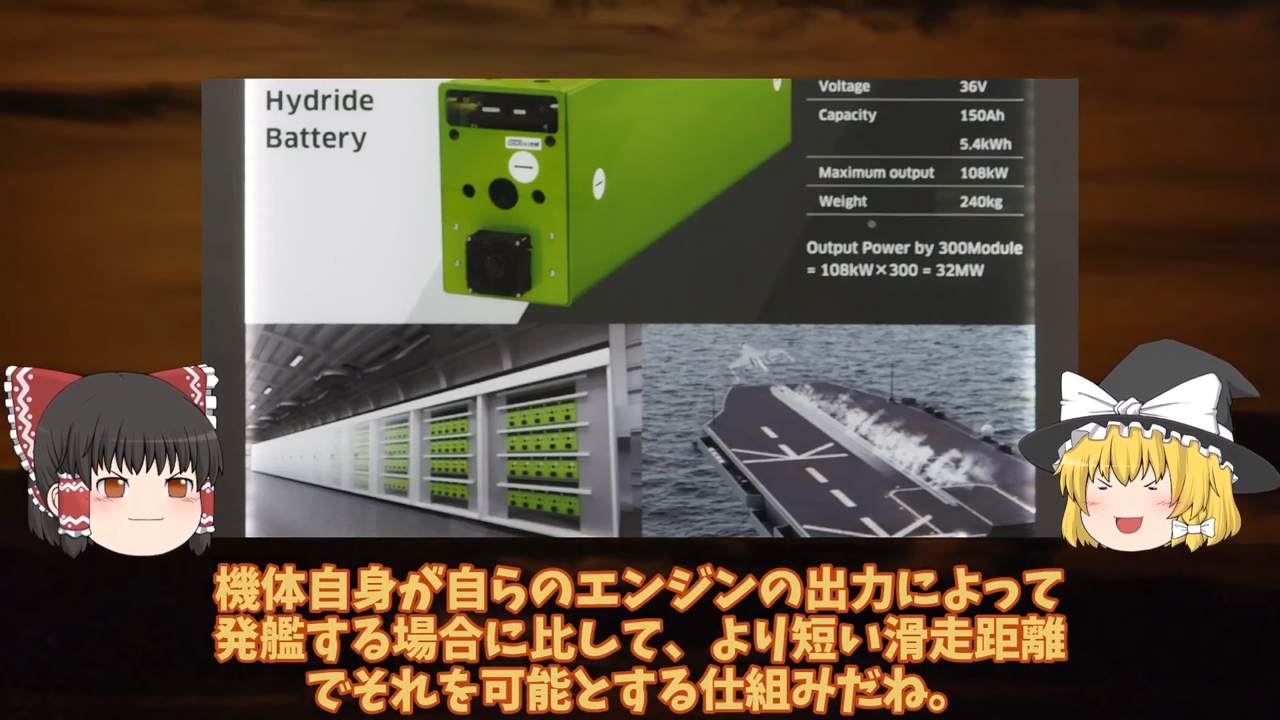 Hydride
Battery
Voltage 36V
Capacity 150Ah
5.4kWh
Maximum output 108kW
Weight 240kg
Output Power by 300Module
= 108kW×300 = 32MW
機体自身が自らのエンジンの出力によって
発艦する場合に比して、より短い滑走距離
でそれを可能とする仕組みだね。